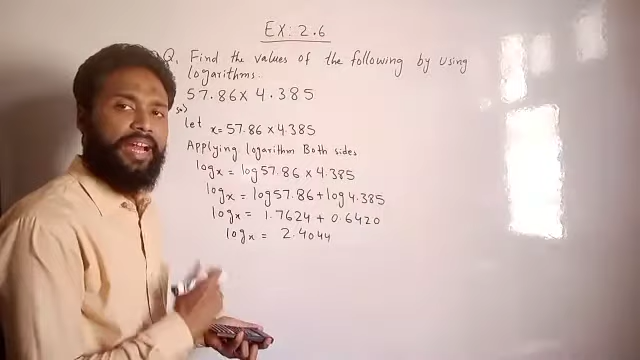 EX: 2.6
Q. Find the values of the following by using
logarithms.
57.86 × 4.385
Sol)
let x = 57.86 × 4.385
Applying logarithm Both sides
log x = log 57.86 × 4.385
log x = log 57.86 + log 4.385
log x = 1.7624 + 0.6420
log x = 2.4044